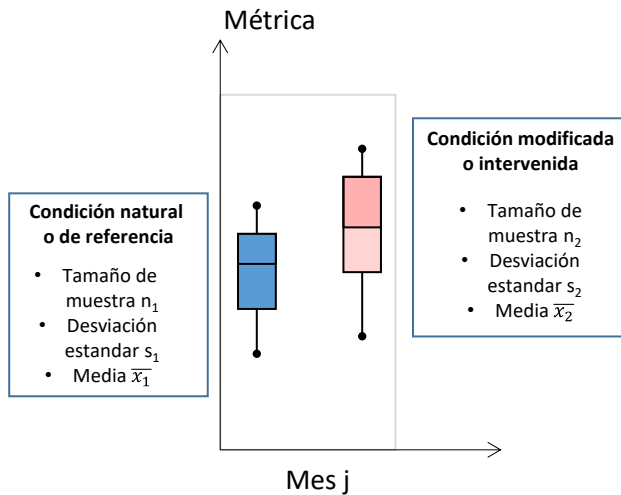 Métrica
Condición natural
o de referencia
• Tamaño de
muestra n₁
• Desviación
estandar s₁
• Media x̅₁
Condición modificada
o intervenida
• Tamaño de
muestra n₂
• Desviación
estandar s₂
• Media x̅₂
Mes j